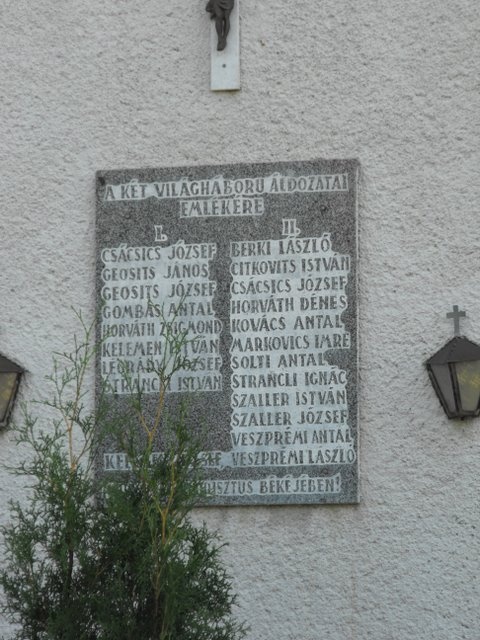 A KÉT VILÁGHÁBORÚ ÁLDOZATAI
EMLÉKÉRE
I.
CSÁCSICS JÓZSEF
GEOSITS JÁNOS
GEOSITS JÓZSEF
GOMBÁS ANTAL
HORVÁTH ZSIGMOND
KELEMEN ISTVÁN
JÓZSEF
STRANCLI ISTVÁN
II.
BERKI LÁSZLÓ
CITKOVITS ISTVÁN
CSÁCSICS JÓZSEF
HORVÁTH DÉNES
KOVÁCS ANTAL
MARKOVICS IMRE
SOLTI ANTAL
STRANCLI IGNÁC
SZALLER ISTVÁN
SZALLER JÓZSEF
VESZPRÉMI ANTAL
VESZPRÉMI LÁSZLÓ
BÉKÉJÉBEN!